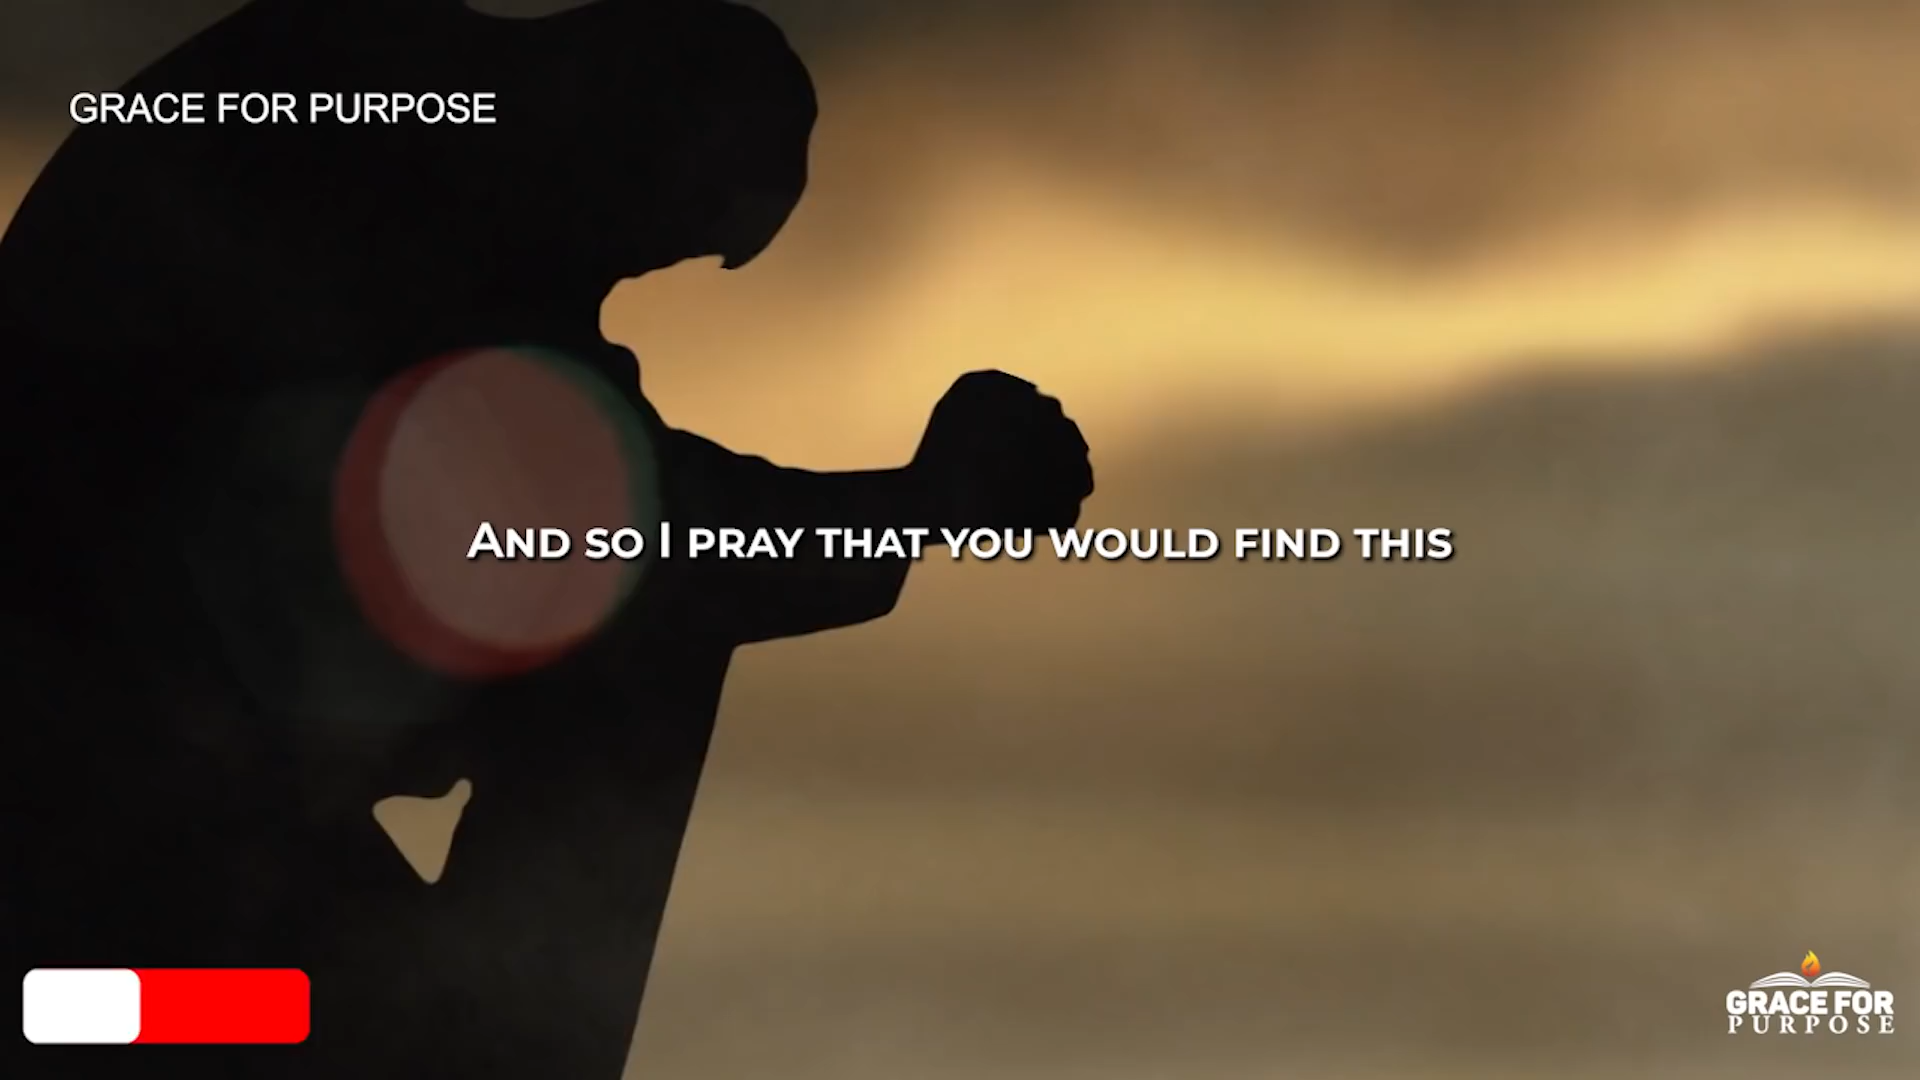 GRACE FOR PURPOSE
AND SO I PRAY THAT YOU WOULD FIND THIS
GRACE FOR
PURPOSE